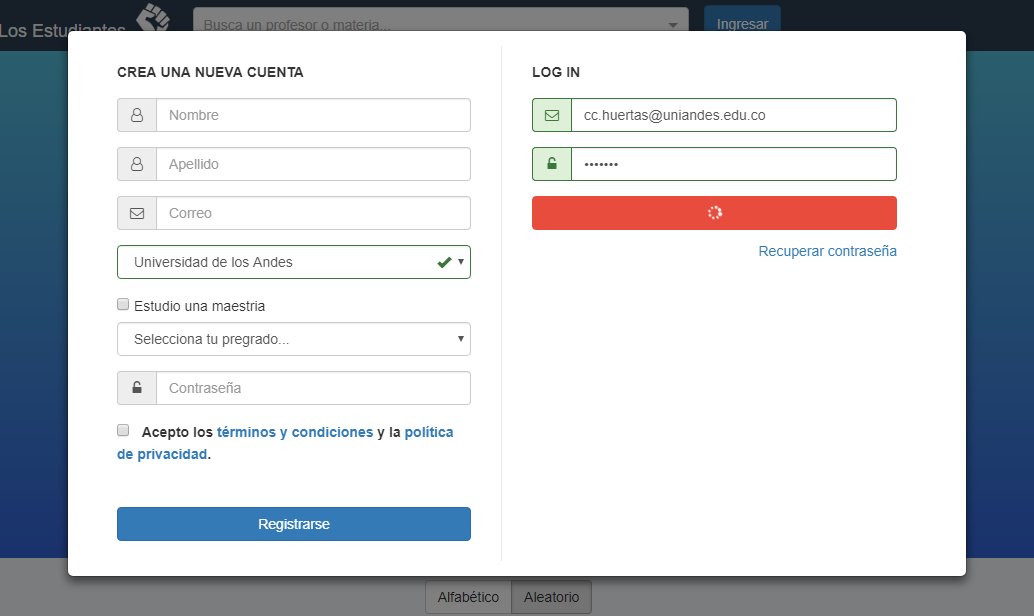 Los Estudiantes
Busca un profesor o materia...
Ingresar
CREA UNA NUEVA CUENTA
Nombre
Apellido
Correo
Universidad de los Andes
Estudio una maestria
Selecciona tu pregrado...
Contraseña
Acepto los términos y condiciones y la política
de privacidad.
Registrarse
LOG IN
cc.huertas@uniandes.edu.co
•••••••
Recuperar contraseña
Alfabético
Aleatorio